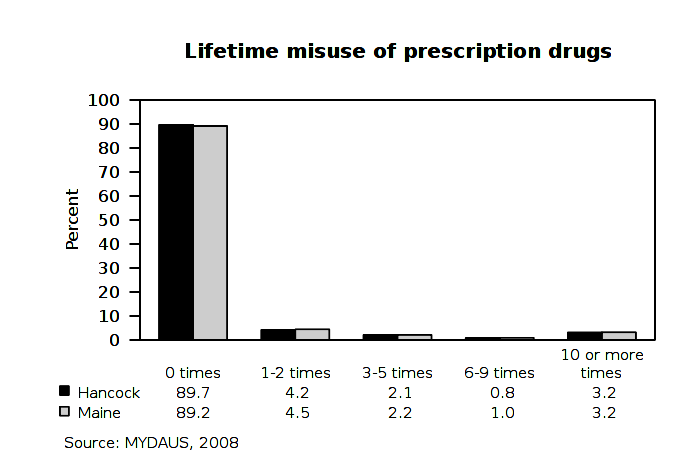 Lifetime misuse of prescription drugs
Percent
100
90
80
70
60
50
40
30
20
10
0
0 times 1-2 times 3-5 times 6-9 times 10 or more times
Hancock 89.7 4.2 2.1 0.8 3.2
Maine 89.2 4.5 2.2 1.0 3.2
Source: MYDAUS, 2008